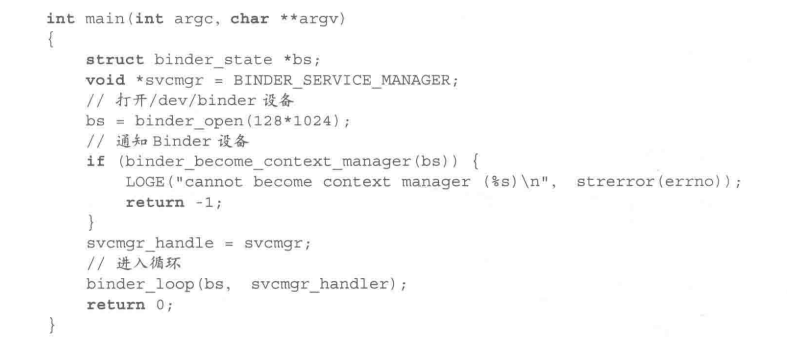 int main(int argc, char **argv)
{
    struct binder_state *bs;
    void *svcmgr = BINDER_SERVICE_MANAGER;
    // 打开/dev/binder 设备
    bs = binder_open(128*1024);
    // 通知 Binder 设备
    if (binder_become_context_manager(bs)) {
        LOGE("cannot become context manager (%s)\n", strerror(errno));
        return -1;
    }
    svcmgr_handle = svcmgr;
    // 进入循环
    binder_loop(bs, svcmgr_handler);
    return 0;
}